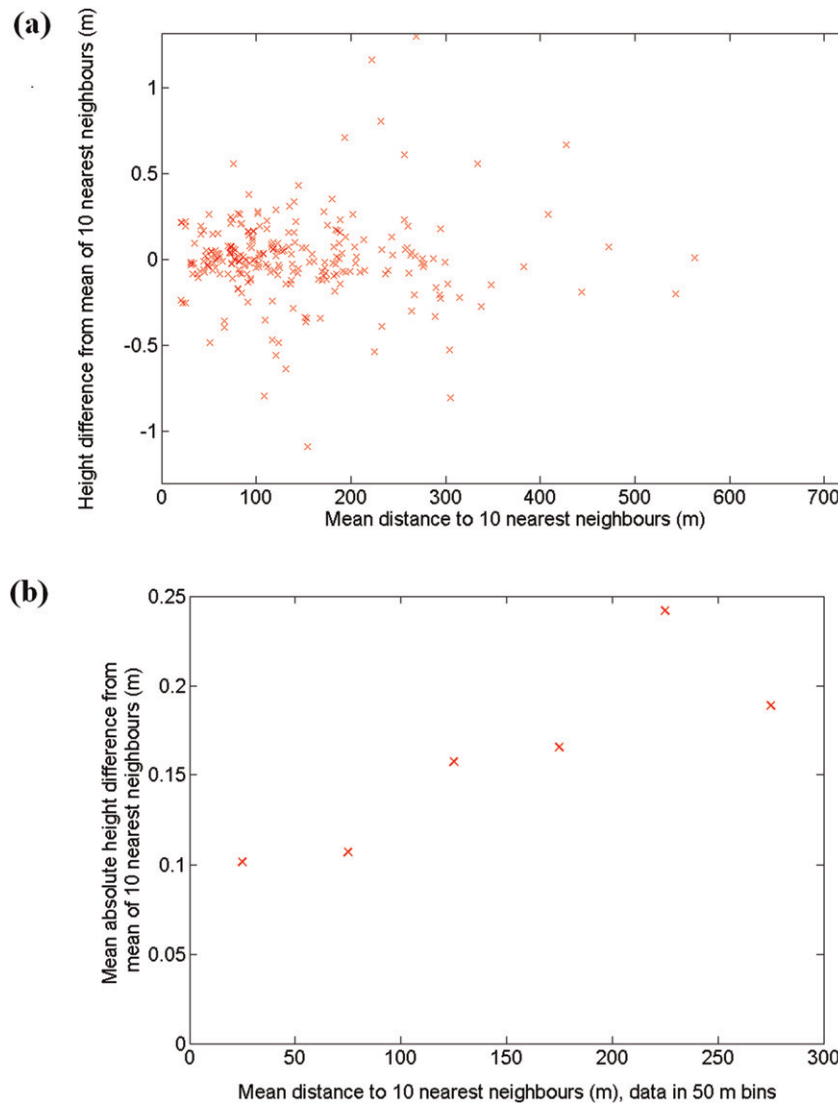 (a)
Height difference from mean of 10 nearest neighbours (m)
1
0.5
0
-0.5
-1
0 100 200 300 400 500 600 700
Mean distance to 10 nearest neighbours (m)
(b)
Mean absolute height difference from
mean of 10 nearest neighbours (m)
0.25
0.2
0.15
0.1
0.05
0
0 50 100 150 200 250 300
Mean distance to 10 nearest neighbours (m), data in 50 m bins